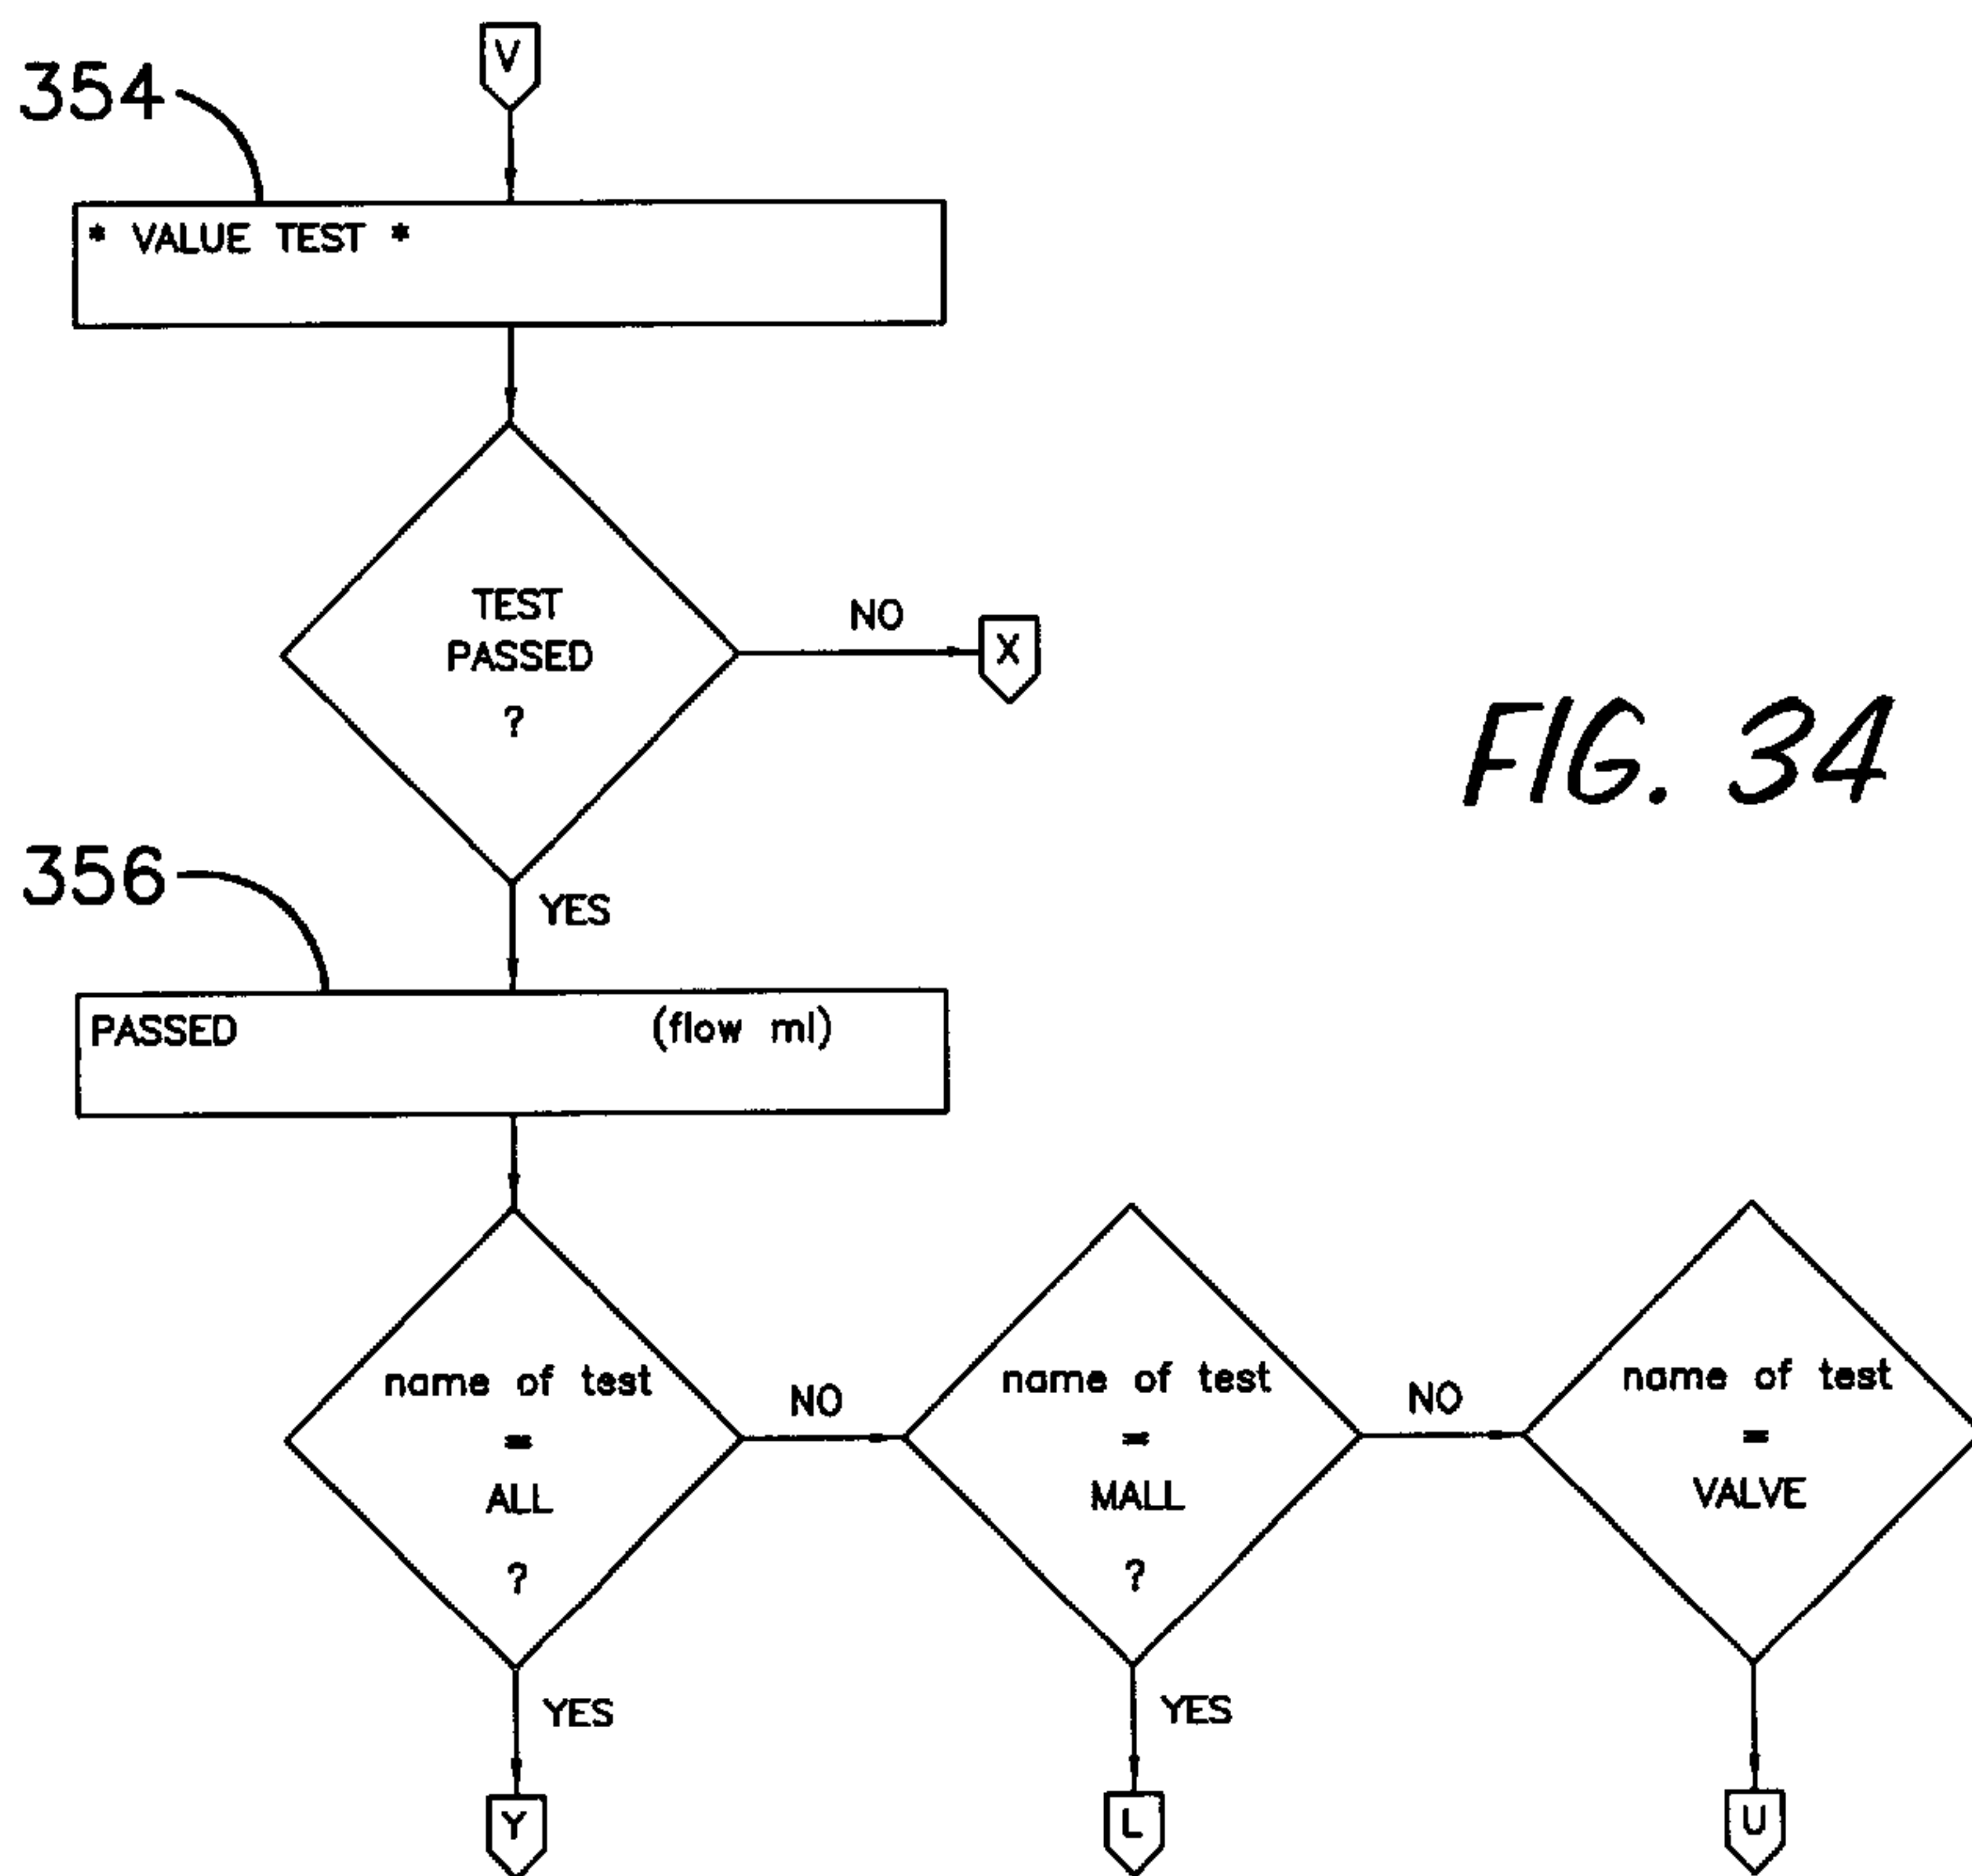 V
354
* VALUE TEST *
TEST
PASSED
?
NO
X
FIG. 34
YES
356
PASSED (flow ml)
name of test
=
ALL
?
NO
name of test
=
MALL
?
NO
name of test
=
VALVE
YES
YES
Y
L
U